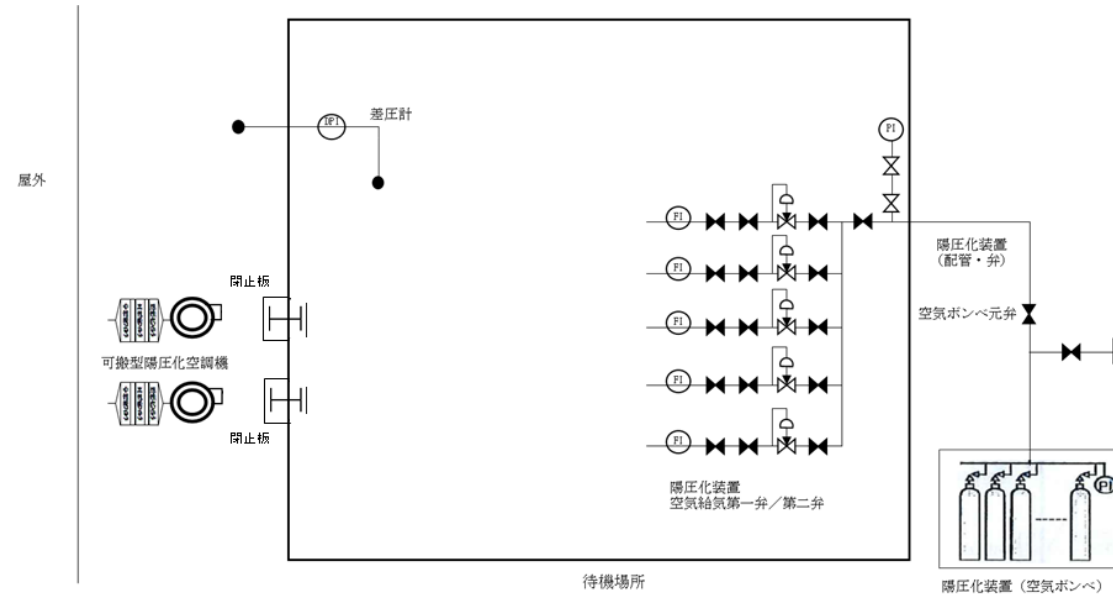 差圧計
DPI
屋外
PI
FI
陽圧化装置
(配管・弁)
FI
閉止板
空気ボンベ元弁
FI
可搬型陽圧化空調機
FI
閉止板
FI
陽圧化装置
空気給気第一弁／第二弁
PI
待機場所
陽圧化装置（空気ボンベ）